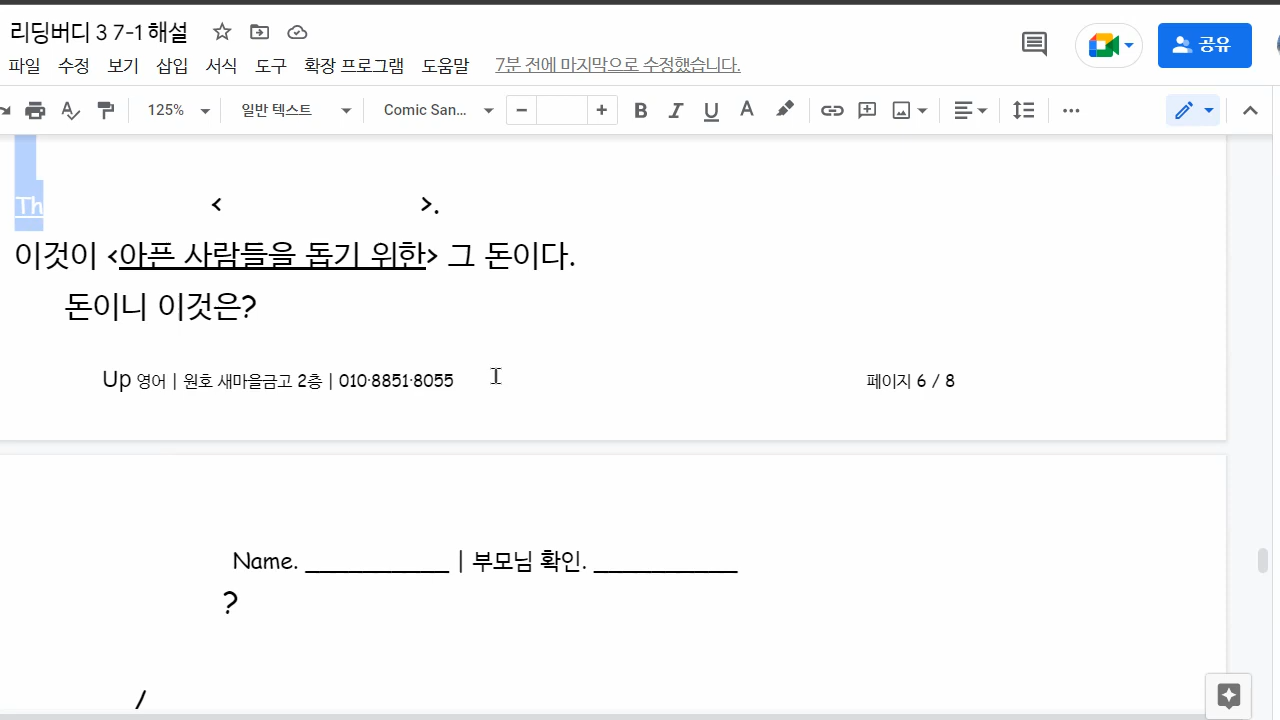 리딩버디 3 7-1 해설
공유
파일 수정 보기 삽입 서식 도구 확장 프로그램 도움말 7분 전에 마지막으로 수정했습니다.
125% 일반 텍스트 Comic San... − + B I U A ...
Th < >.
이것이 <아픈 사람들을 돕기 위한> 그 돈이다.
돈이니 이것은?
Up 영어 | 원호 새마을금고 2층 | 010·8851·8055 페이지 6 / 8
Name. ____________ | 부모님 확인. ____________
?
/